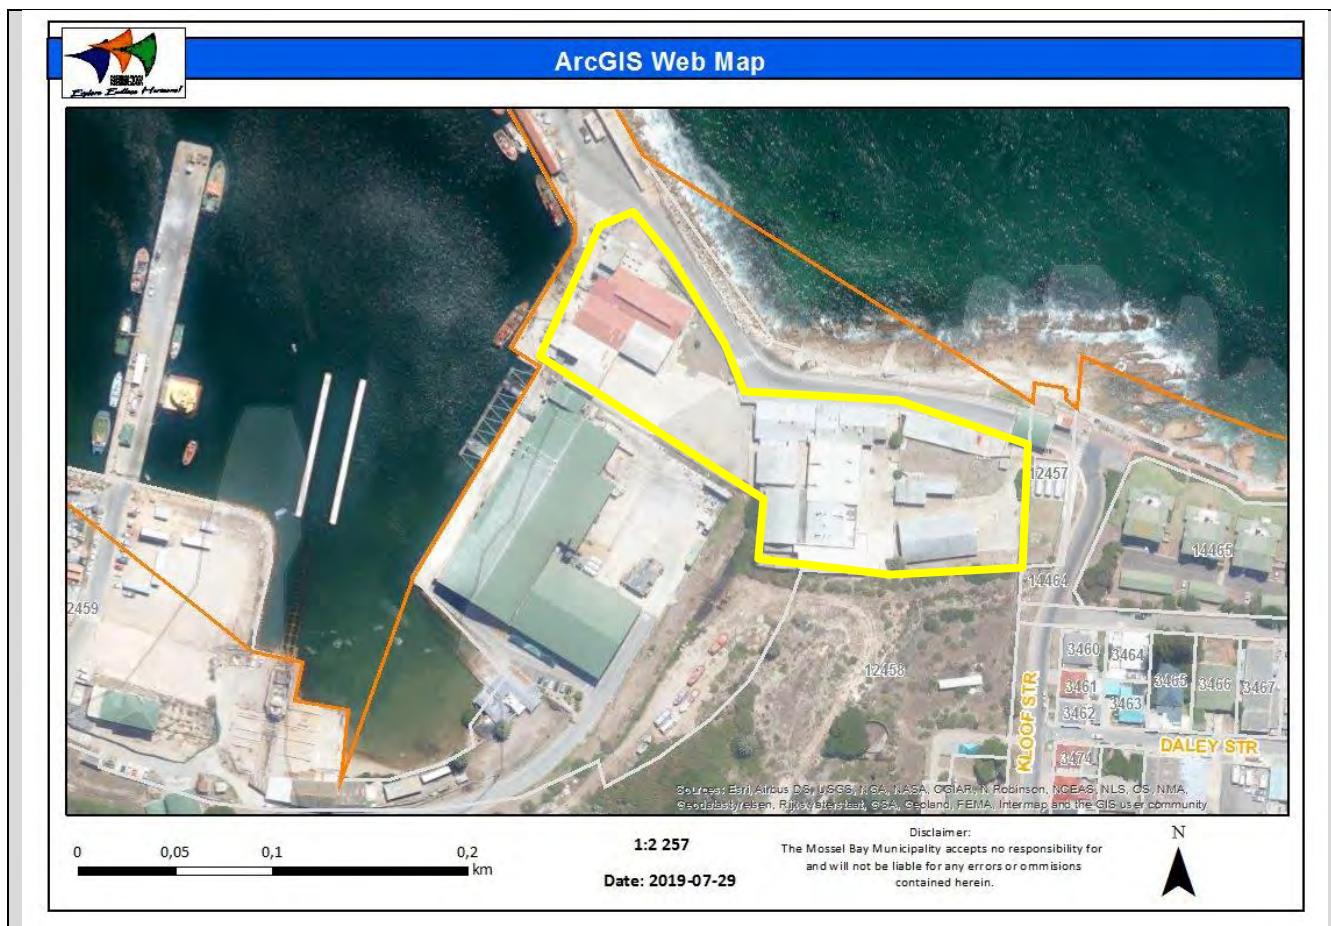 ArcGIS Web Map
Explore Endless Horizons!
12457
14465
14464
2459
12458
3460
3464
3465
3466
3467
3461
3462
3463
3474
KLOOF STR
DALEY STR
Sources: Esri, Airbus DS, USGS, NGA, NASA, CGIAR, N Robinson, NCEAS, NLS, OS, NMA,
Geodatastyrelsen, Rijkswaterstaat, GSA, Geoland, FEMA, Intermap and the GIS user community
0 0,05 0,1 0,2
km
1:2 257
Date: 2019-07-29
Disclaimer:
The Mossel Bay Municipality accepts no responsibility for
and will not be liable for any errors or ommisions
contained herein.
N